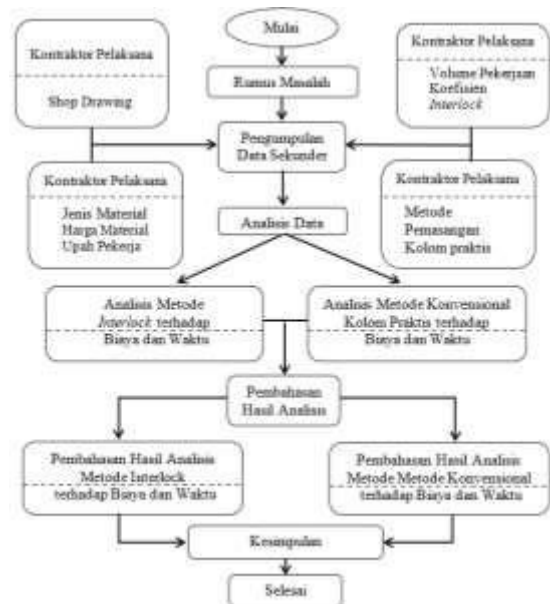 Mulai
Kontraktor Pelaksana
Shop Drawing
Rumus Masalah
Kontraktor Pelaksana
Volume Pekerjaan
Koefisien
Interlock
Pengumpulan
Data Sekunder
Kontraktor Pelaksana
Jenis Material
Harga Material
Upah Pekerja
Kontraktor Pelaksana
Metode
Pemasangan
Kolom praktis
Analisis Data
Analisis Metode
Interlock terhadap
Biaya dan Waktu
Analisis Metode Konvensional
Kolom Praktis terhadap
Biaya dan Waktu
Pembahasan
Hasil Analisis
Pembahasan Hasil Analisis
Metode Interlock
terhadap Biaya dan Waktu
Pembahasan Hasil Analisis
Metode Metode Konvensional
terhadap Biaya dan Waktu
Kesimpulan
Selesai